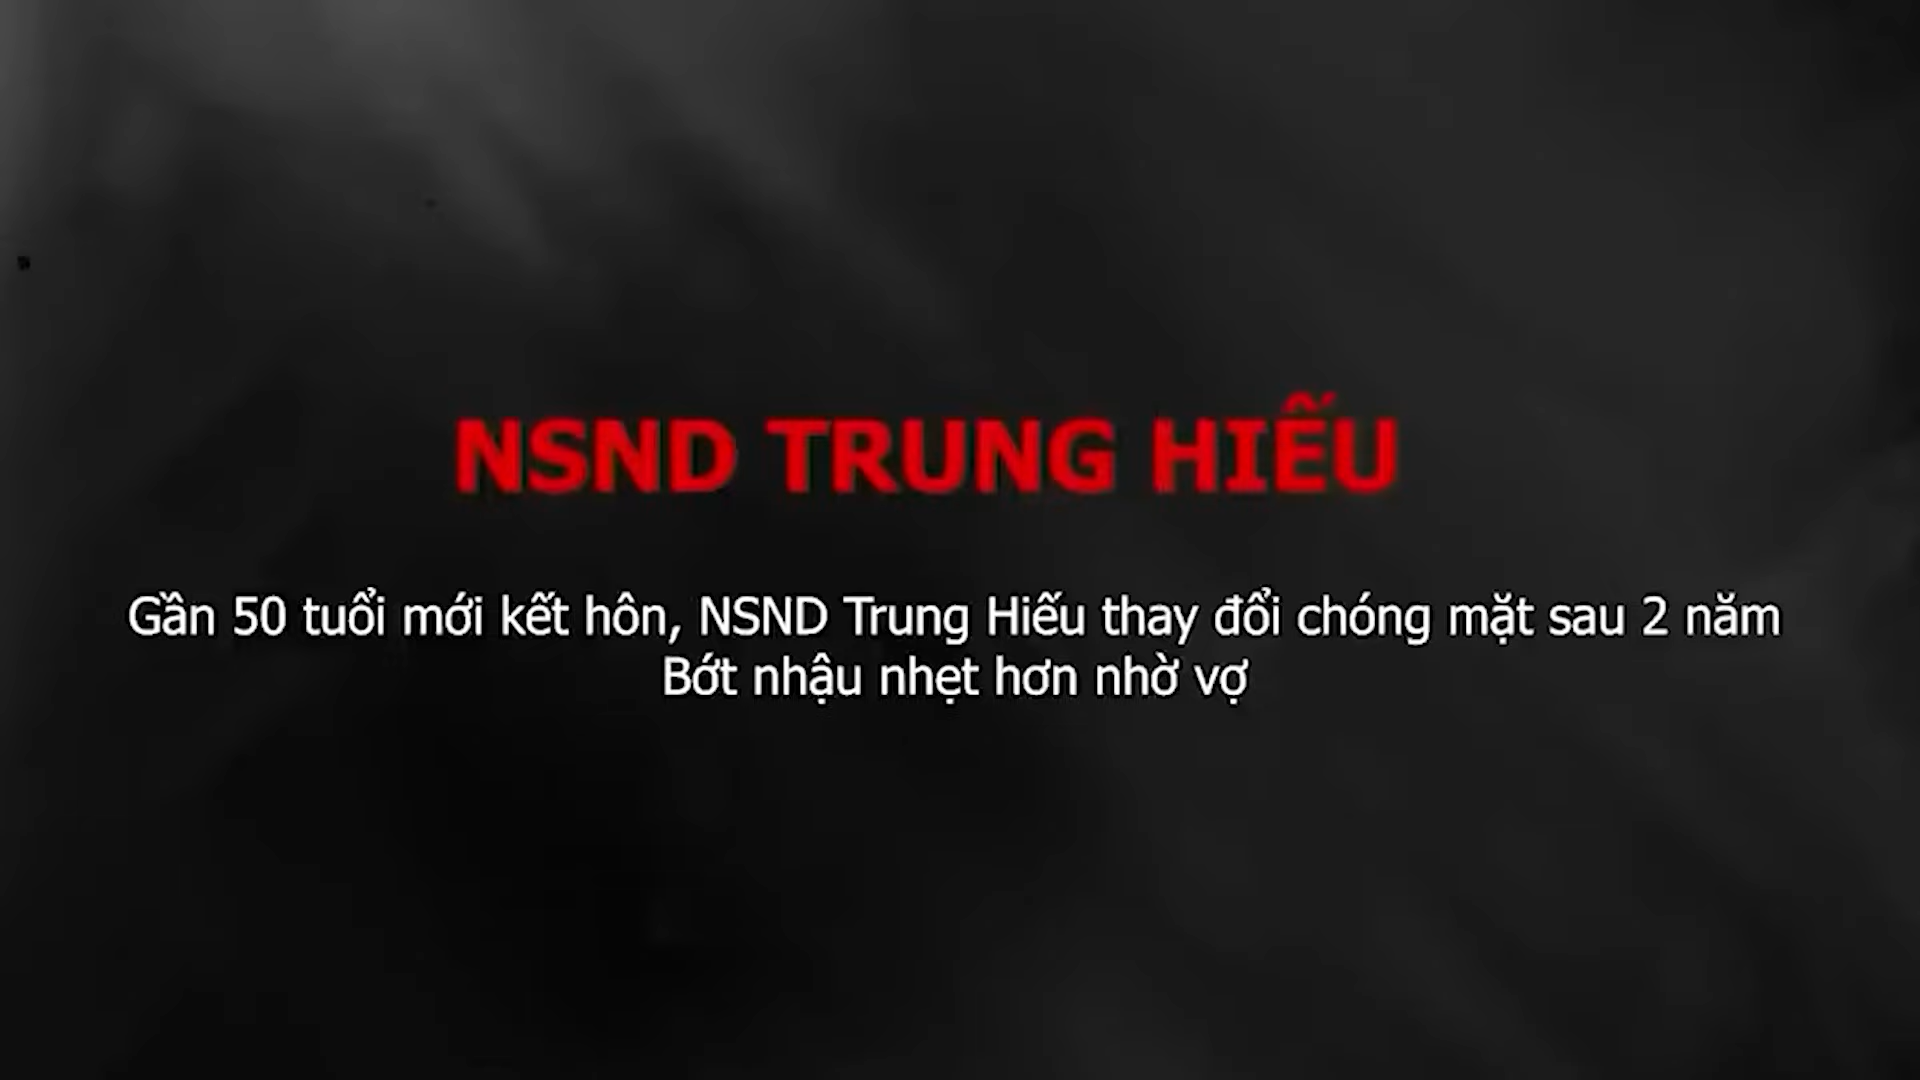 NSND TRUNG HIẾU
Gần 50 tuổi mới kết hôn, NSND Trung Hiếu thay đổi chóng mặt sau 2 năm
Bớt nhậu nhẹt hơn nhờ vợ